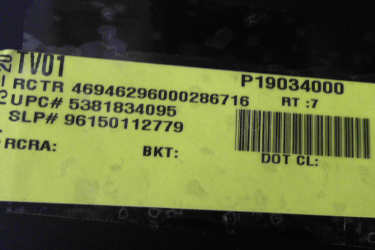 TV01
P19034000
RCTR 46946296000286716 RT :7
UPC# 5381834095
SLP# 96150112779
RCRA: BKT: DOT CL: